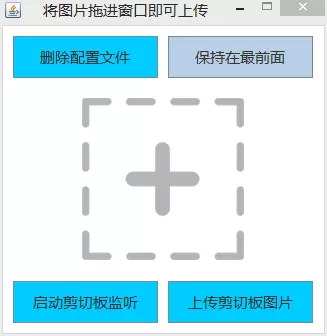 将图片拖进窗口即可上传
删除配置文件
保持在最前面
启动剪切板监听
上传剪切板图片